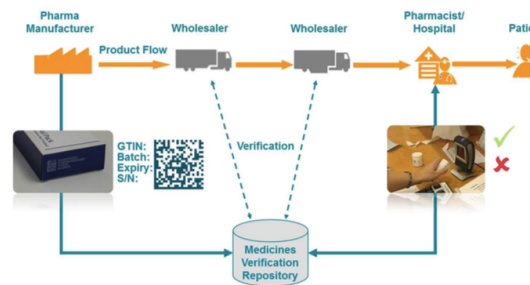 Pharma
Manufacturer
Wholesaler
Wholesaler
Pharmacist/
Hospital
Product Flow
GTIN:
Batch:
Expiry:
S/N:
Verification
Medicines
Verification
Repository